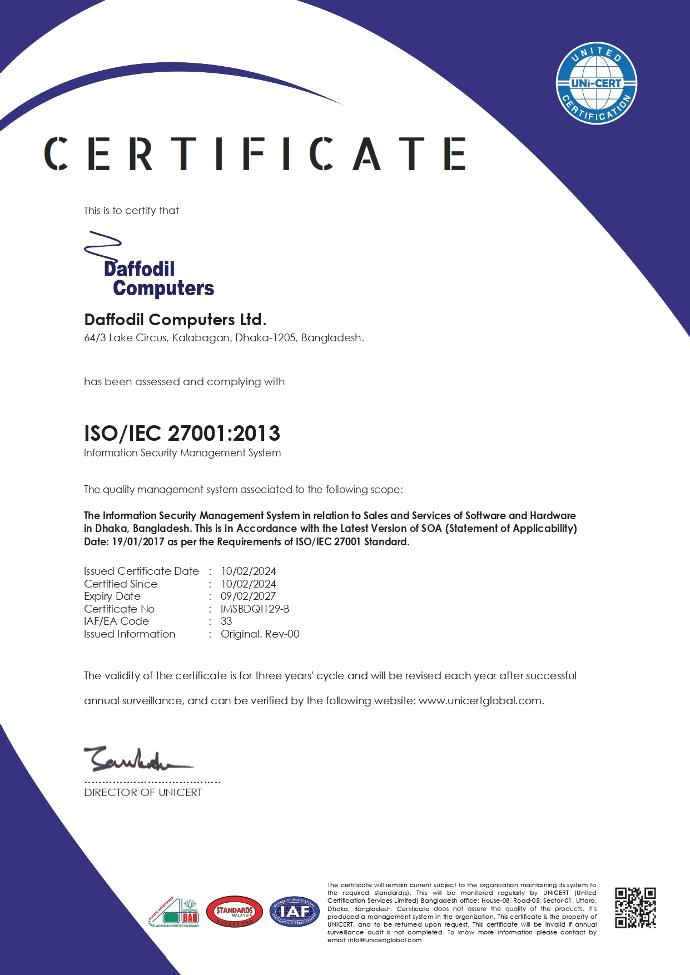 UNITED
UNi-CERT
CERTIFICATION
CERTIFICATE
This is to certify that
Daffodil
Computers
Daffodil Computers Ltd.
64/3 Lake Circus, Kalabagan, Dhaka-1205, Bangladesh.
has been assessed and complying with
ISO/IEC 27001:2013
Information Security Management System
The quality management system associated to the following scope:
The Information Security Management System in relation to Sales and Services of Software and Hardware
in Dhaka, Bangladesh. This is in Accordance with the Latest Version of SOA (Statement of Applicability)
Date: 19/01/2017 as per the Requirements of ISO/IEC 27001 Standard.
Issued Certificate Date : 10/02/2024
Certified Since : 10/02/2024
Expiry Date : 09/02/2027
Certificate No : IMSBDQI129-B
IAF/EA Code : 33
Issued Information : Original, Rev-00
The validity of the certificate is for three years' cycle and will be revised each year after successful
annual surveillance, and can be verified by the following website: www.unicertglobal.com.
DIRECTOR OF UNICERT
BAB
STANDARDS
MALAYSIA
IAF
The certificate will remain current subject to the organization maintaining its system to
the required standard(s). This will be monitored regularly by UNICERT (United
Certification Services Limited) Bangladesh office: House-08, Road-05, Sector-01, Uttara,
Dhaka, Bangladesh. Certificate does not assure the quality of the products. It's
produced a management system in the organization. This certificate is the property of
UNICERT, and to be returned upon request. This certificate will be invalid if annual
surveillance audit is not completed. To know more information please contact by
email: info@unicertglobal.com